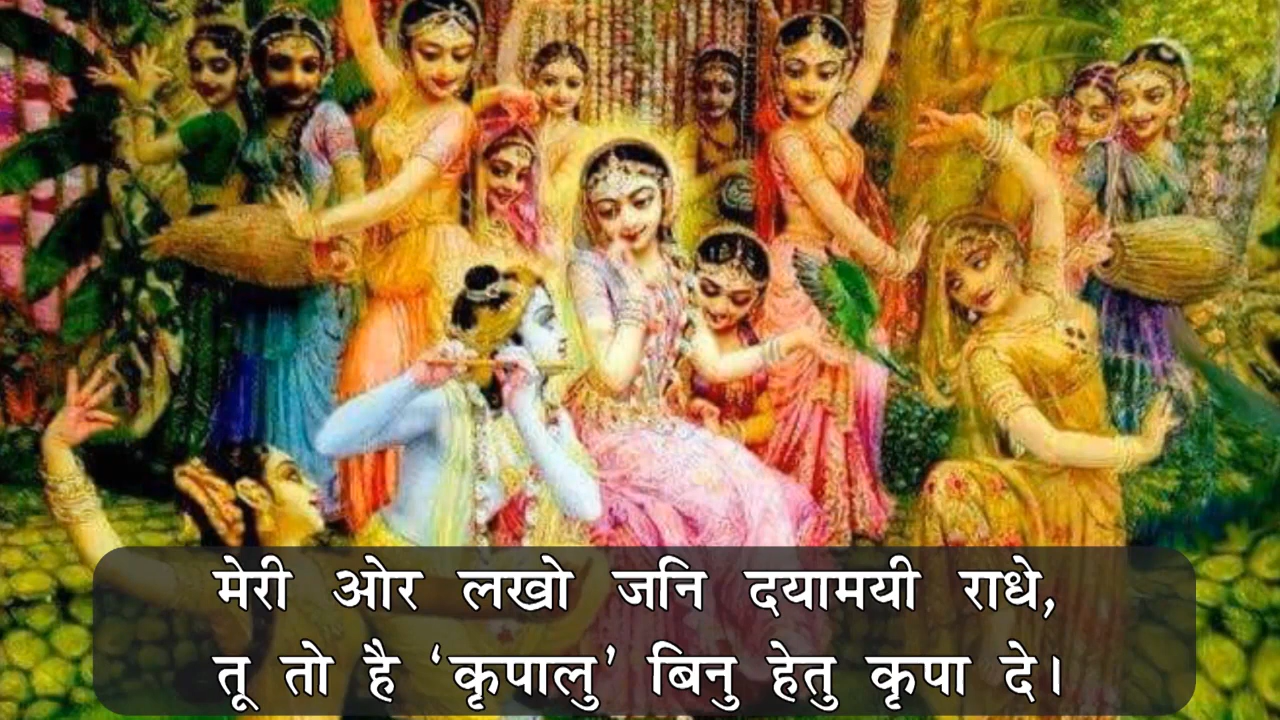 मेरी ओर लखो जनि दयामयी राधे,
तू तो है ‘कृपालु’ बिनु हेतु कृपा दे।